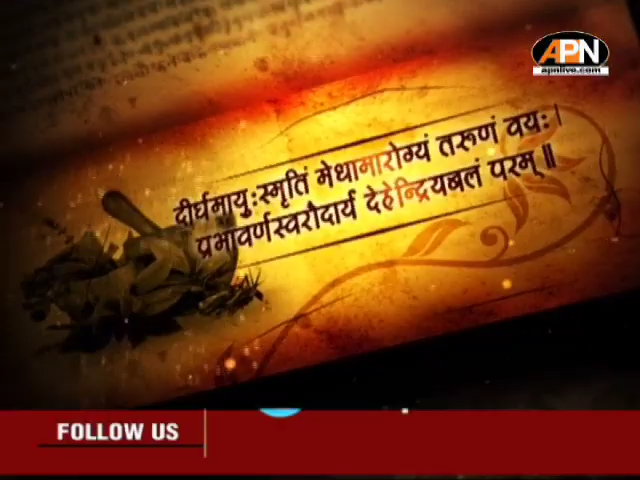 APN
apnlive.com
दीर्घमायुःस्मृतिं मेधामारोग्यं तरूणं वयः।
प्रभावर्णस्वरौदार्य देहेन्द्रियबलं परम्॥
FOLLOW US